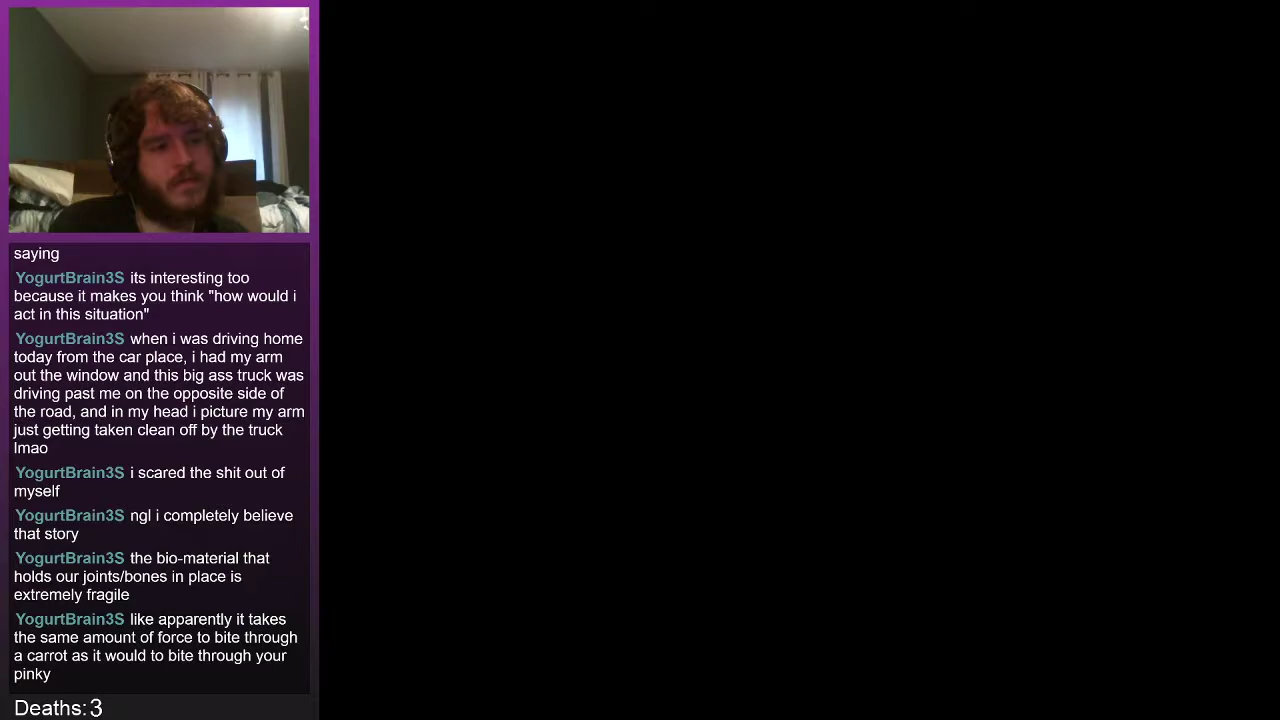 saying
YogurtBrain3S its interesting too
because it makes you think "how would i
act in this situation"
YogurtBrain3S when i was driving home
today from the car place, i had my arm
out the window and this big ass truck was
driving past me on the opposite side of
the road, and in my head i picture my arm
just getting taken clean off by the truck
lmao
YogurtBrain3S i scared the shit out of
myself
YogurtBrain3S ngl i completely believe
that story
YogurtBrain3S the bio-material that
holds our joints/bones in place is
extremely fragile
YogurtBrain3S like apparently it takes
the same amount of force to bite through
a carrot as it would to bite through your
pinky
Deaths: 3